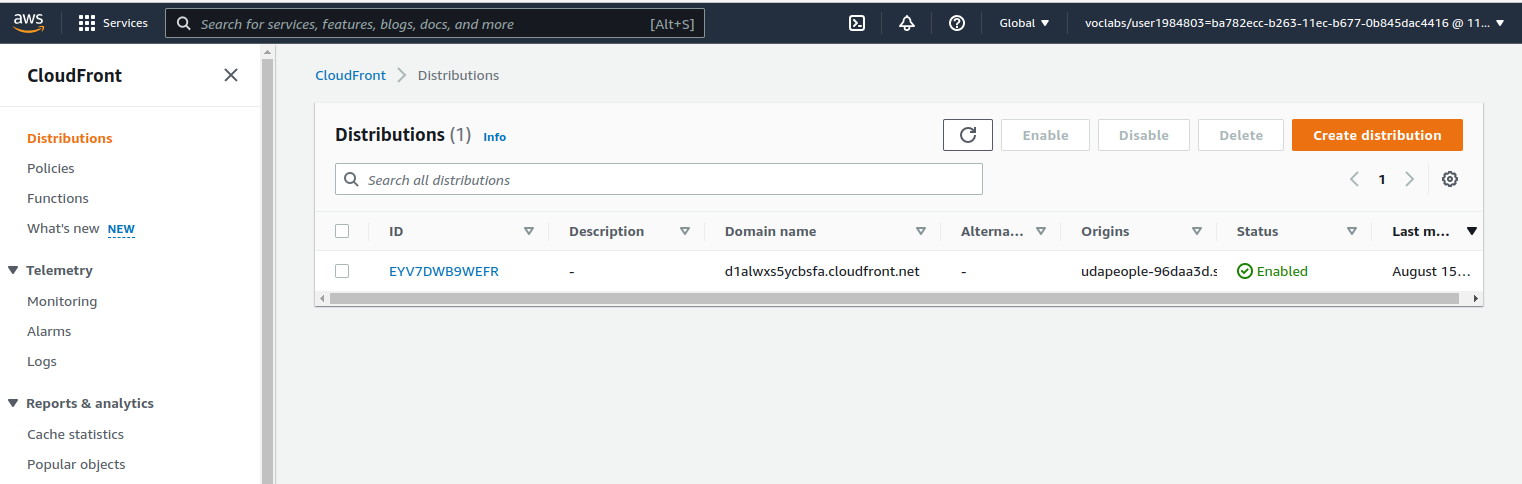 aws Services Search for services, features, blogs, docs, and more [Alt+S] Global voclabs/user1984803=ba782ecc-b263-11ec-b677-0b845dac4416 @ 11...
CloudFront
Distributions
Policies
Functions
What's new NEW
Telemetry
Monitoring
Alarms
Logs
Reports & analytics
Cache statistics
Popular objects
CloudFront Distributions
Distributions (1) Info Enable Disable Delete Create distribution
Search all distributions 1
ID Description Domain name Alterna... Origins Status Last m...
EYV7DWB9WEFR - d1alwxs5ycbsfa.cloudfront.net - udapeople-96daa3d.s Enabled August 15...